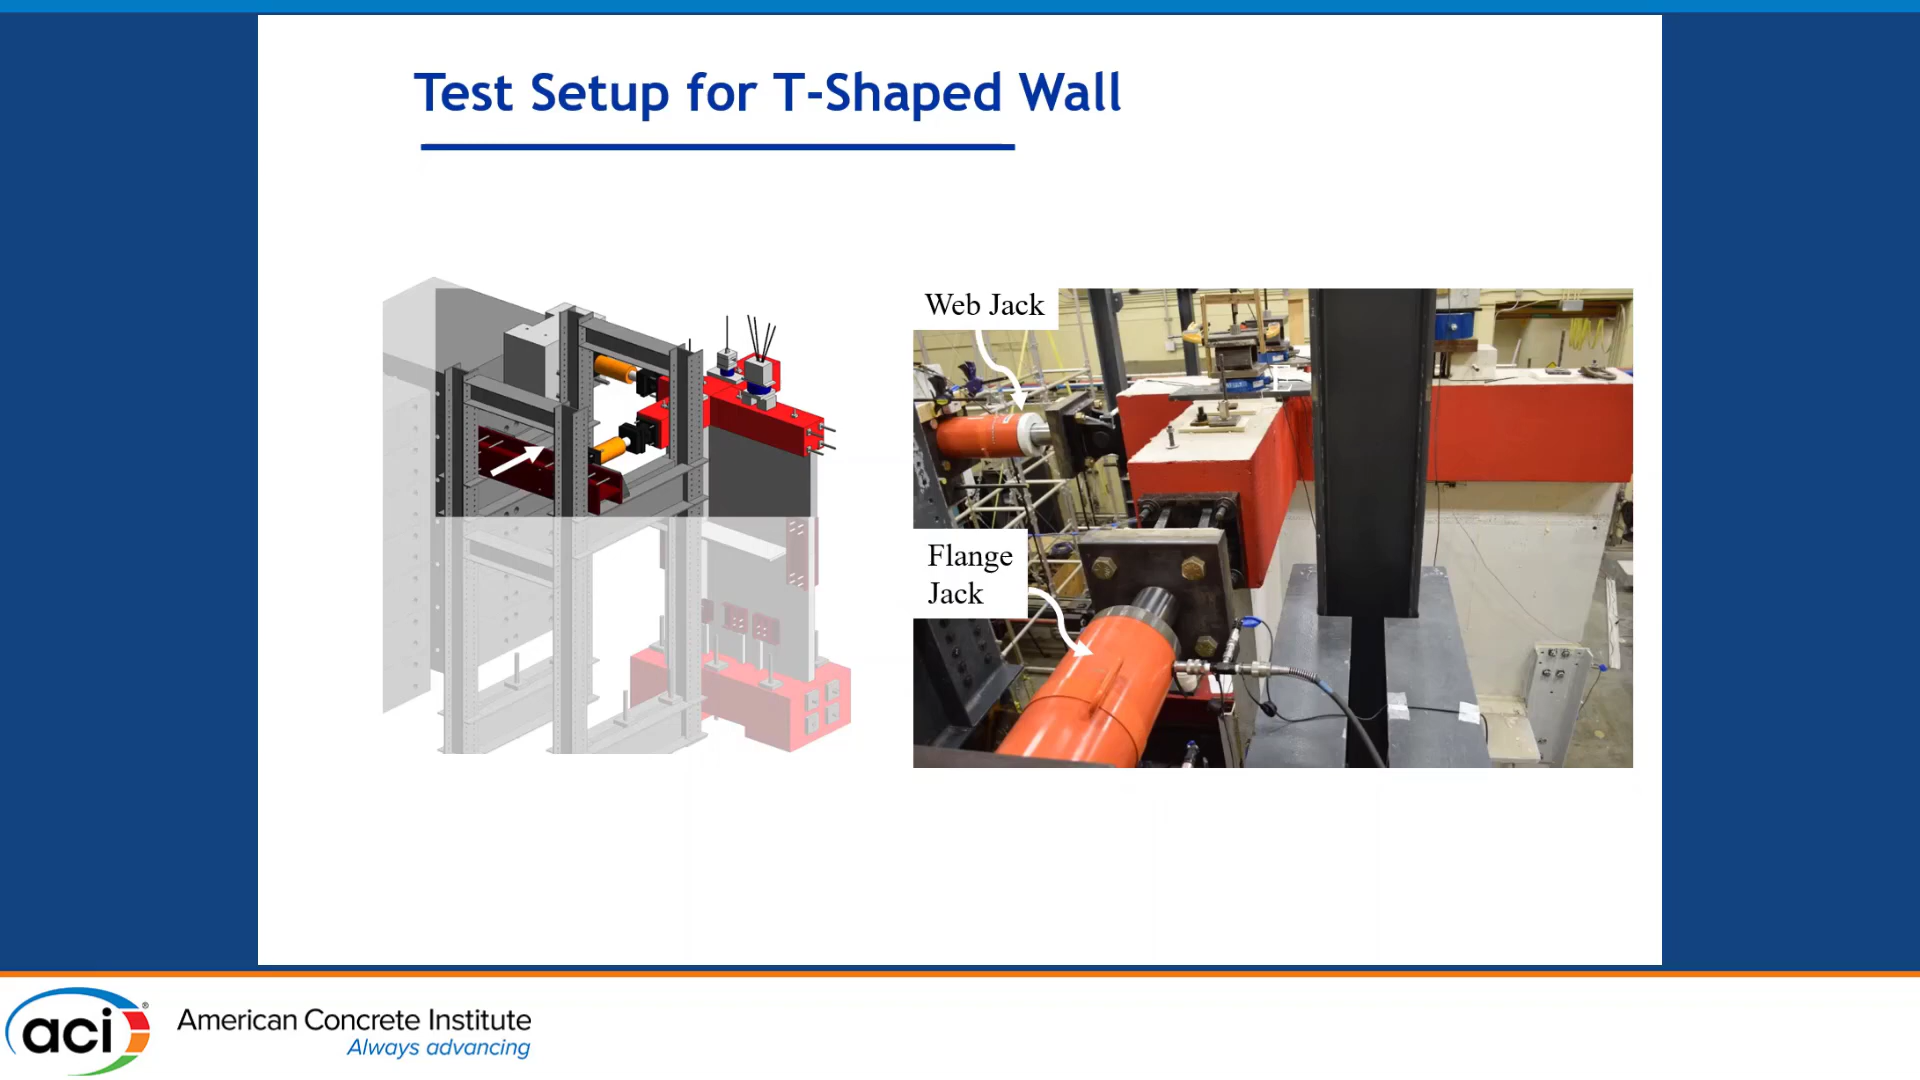 Test Setup for T-Shaped Wall
Web Jack
Flange
Jack
aci®
American Concrete Institute
Always advancing